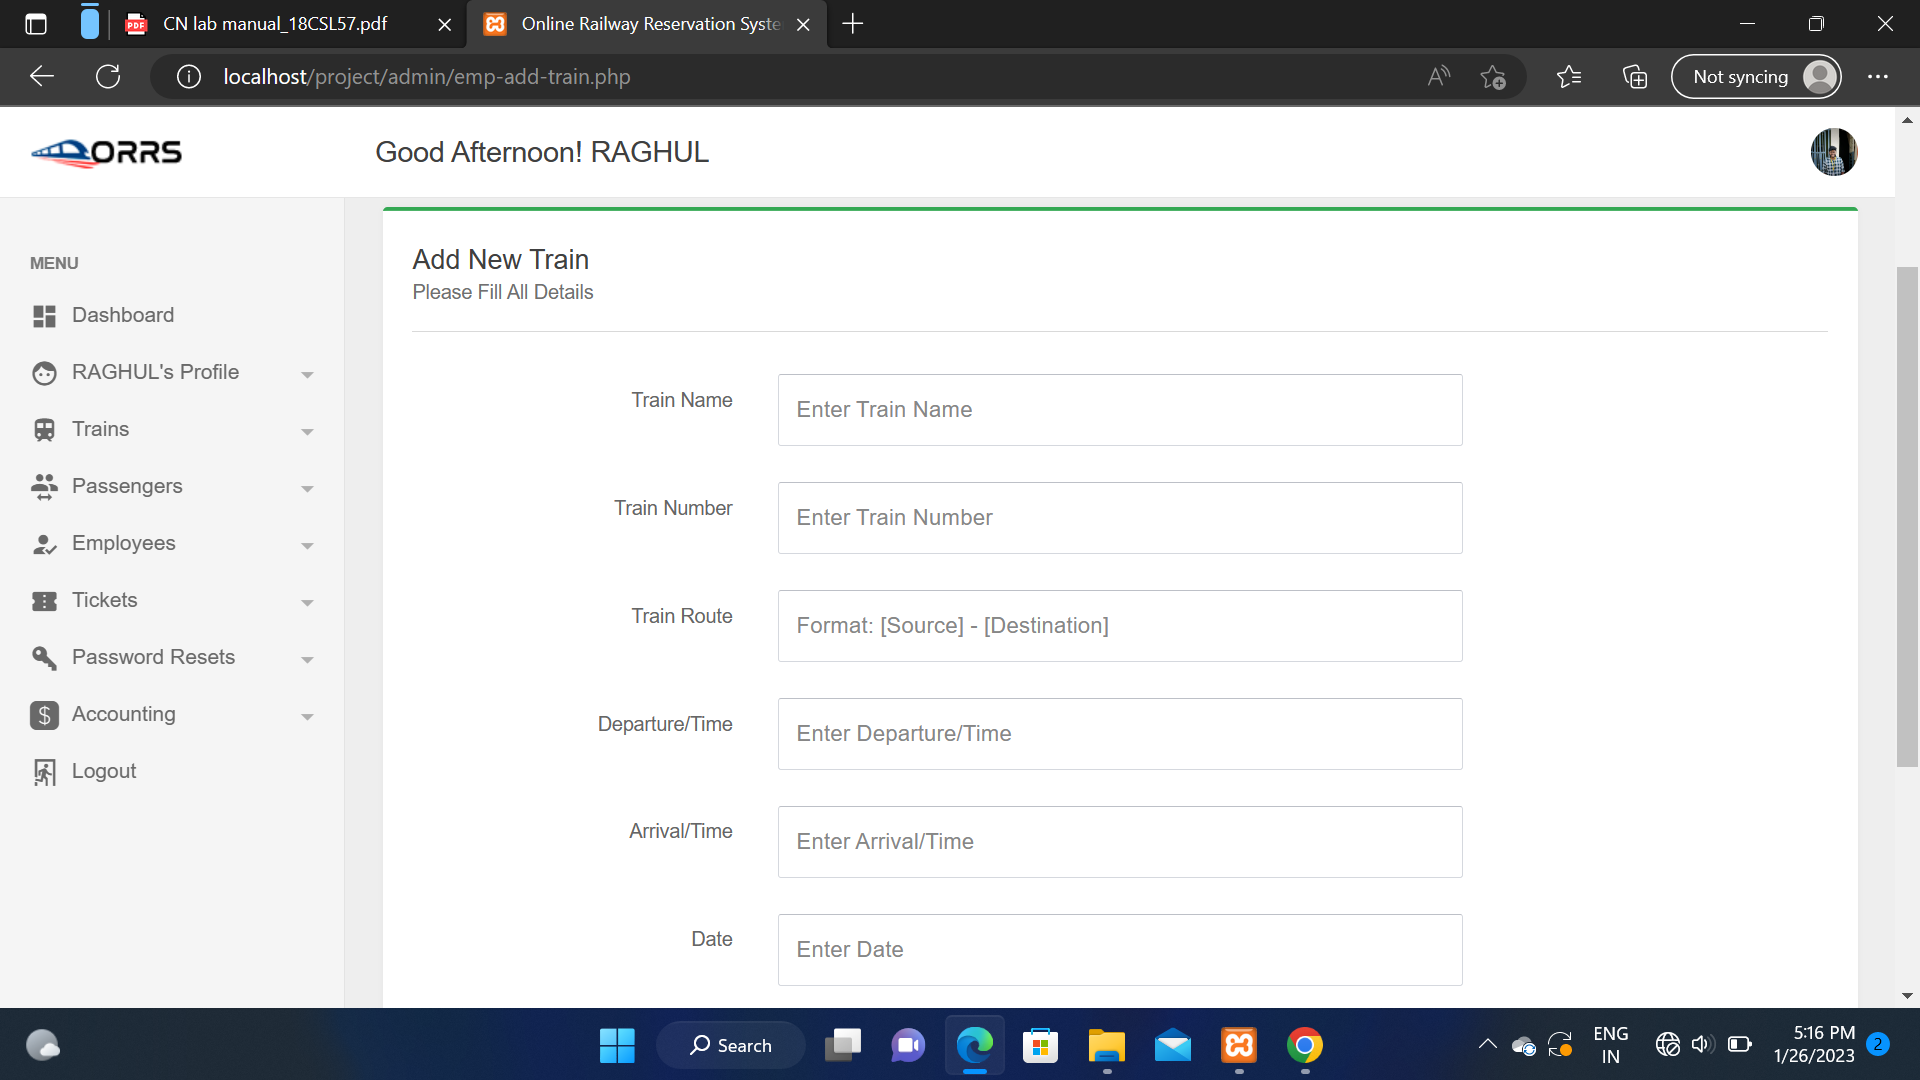 CN lab manual_18CSL57.pdf
Online Railway Reservation Syste
localhost/project/admin/emp-add-train.php
Not syncing
ORRS
Good Afternoon! RAGHUL
MENU
Dashboard
RAGHUL's Profile
Trains
Passengers
Employees
Tickets
Password Resets
Accounting
Logout
Add New Train
Please Fill All Details
Train Name
Enter Train Name
Train Number
Enter Train Number
Train Route
Format: [Source] - [Destination]
Departure/Time
Enter Departure/Time
Arrival/Time
Enter Arrival/Time
Date
Enter Date
Search
ENG
IN
5:16 PM
1/26/2023
2